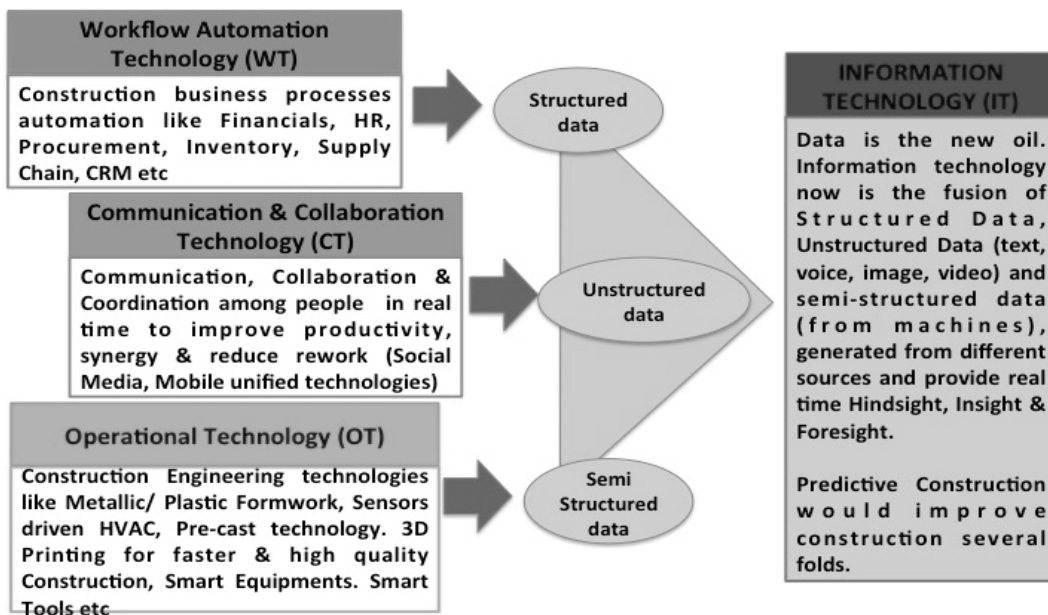 Workflow Automation
Technology (WT)
Construction business processes
automation like Financials, HR,
Procurement, Inventory, Supply
Chain, CRM etc
Communication & Collaboration
Technology (CT)
Communication, Collaboration &
Coordination among people in real
time to improve productivity,
synergy & reduce rework (Social
Media, Mobile unified technologies)
Operational Technology (OT)
Construction Engineering technologies
like Metallic/ Plastic Formwork, Sensors
driven HVAC, Pre-cast technology. 3D
Printing for faster & high quality
Construction, Smart Equipments. Smart
Tools etc
Structured
data
Unstructured
data
Semi
Structured
data
INFORMATION
TECHNOLOGY (IT)
Data is the new oil.
Information technology
now is the fusion of
Structured Data,
Unstructured Data (text,
voice, image, video) and
semi-structured data
(from machines),
generated from different
sources and provide real
time Hindsight, Insight &
Foresight.
Predictive Construction
would improve
construction several
folds.